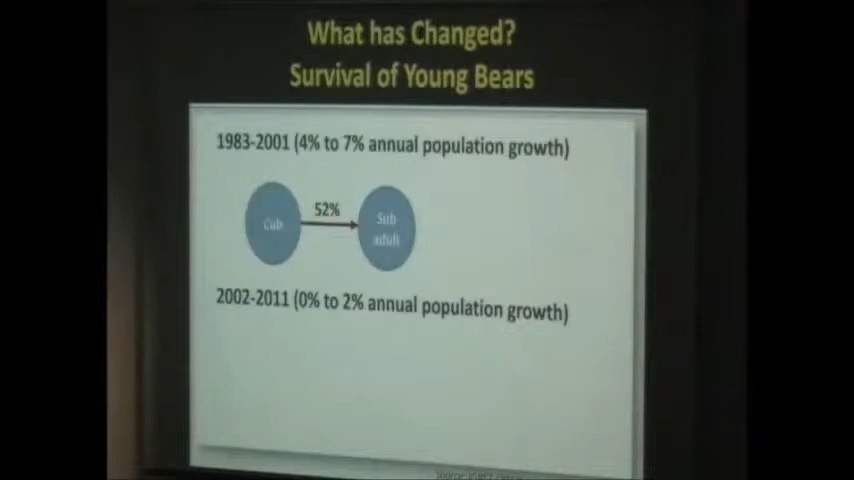 What has Changed?
Survival of Young Bears
1983-2001 (4% to 7% annual population growth)
52%
Cub
Sub
adult
2002-2011 (0% to 2% annual population growth)